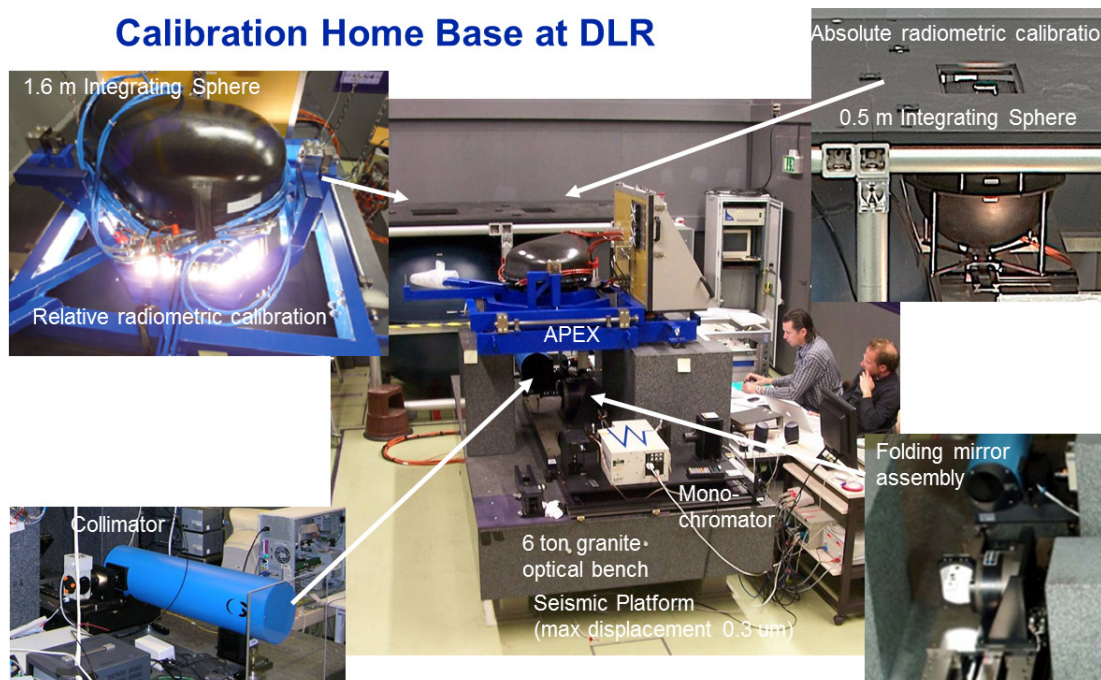 Calibration Home Base at DLR
1.6 m Integrating Sphere
Relative radiometric calibration
Absolute radiometric calibratio
0.5 m Integrating Sphere
APEX
Folding mirror
assembly
Mono-
chromator
Collimator
6 ton granite
optical bench
Seismic Platform
(max displacement 0.3 um)